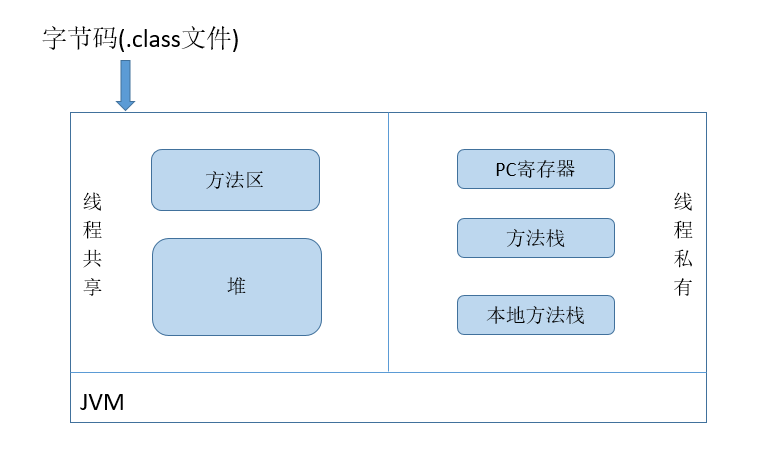 字节码(.class文件)
线程共享
方法区
堆
PC寄存器
方法栈
本地方法栈
线程私有
JVM